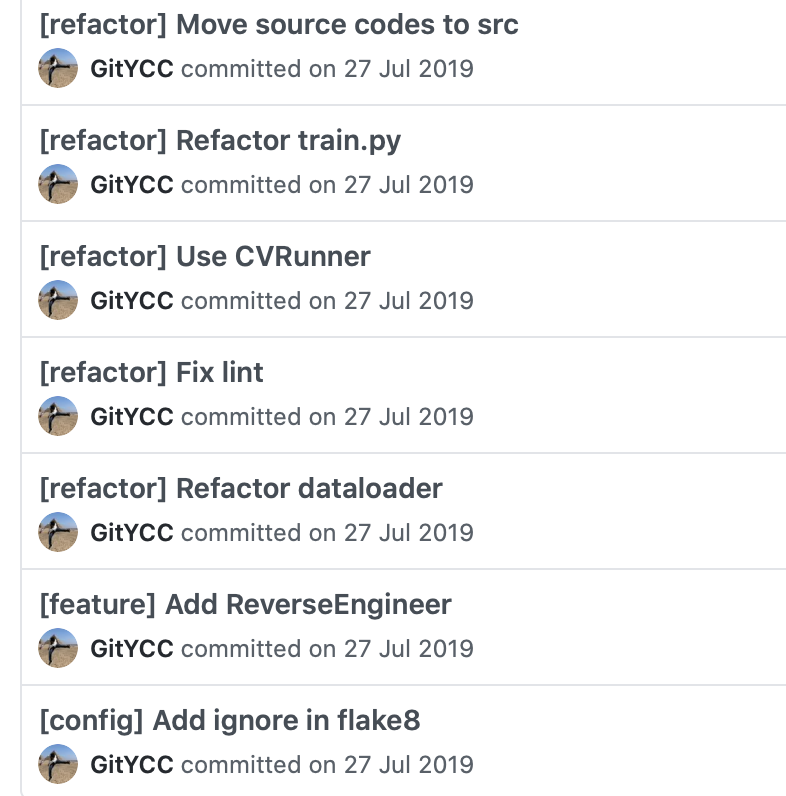 [refactor] Move source codes to src
GitYCC committed on 27 Jul 2019
[refactor] Refactor train.py
GitYCC committed on 27 Jul 2019
[refactor] Use CVRunner
GitYCC committed on 27 Jul 2019
[refactor] Fix lint
GitYCC committed on 27 Jul 2019
[refactor] Refactor dataloader
GitYCC committed on 27 Jul 2019
[feature] Add ReverseEngineer
GitYCC committed on 27 Jul 2019
[config] Add ignore in flake8
GitYCC committed on 27 Jul 2019